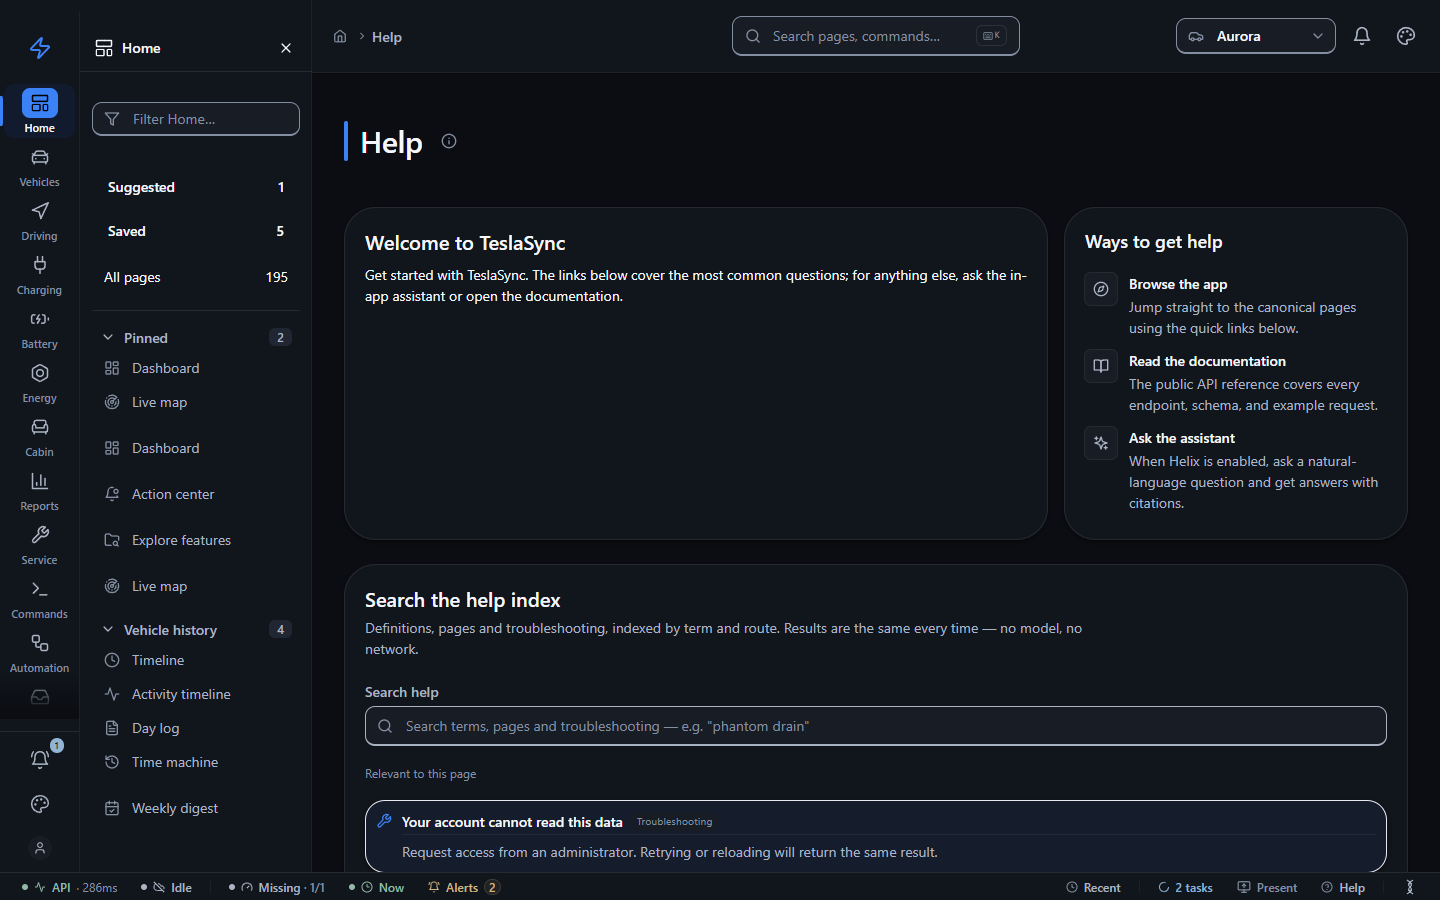 Home
Vehicles
Driving
Charging
Battery
Energy
Cabin
Reports
Service
Commands
Automation
1
Home
Filter Home...
Suggested 1
Saved 5
All pages 195
Pinned 2
Dashboard
Live map
Dashboard
Action center
Explore features
Live map
Vehicle history 4
Timeline
Activity timeline
Day log
Time machine
Weekly digest
Help
Search pages, commands... K
Aurora
Help
Welcome to TeslaSync
Get started with TeslaSync. The links below cover the most common questions; for anything else, ask the in-
app assistant or open the documentation.
Ways to get help
Browse the app
Jump straight to the canonical pages
using the quick links below.
Read the documentation
The public API reference covers every
endpoint, schema, and example request.
Ask the assistant
When Helix is enabled, ask a natural-
language question and get answers with
citations.
Search the help index
Definitions, pages and troubleshooting, indexed by term and route. Results are the same every time — no model, no
network.
Search help
Search terms, pages and troubleshooting — e.g. "phantom drain"
Relevant to this page
Your account cannot read this data Troubleshooting
Request access from an administrator. Retrying or reloading will return the same result.
API · 286ms Idle Missing · 1/1 Now Alerts 2 Recent 2 tasks Present Help